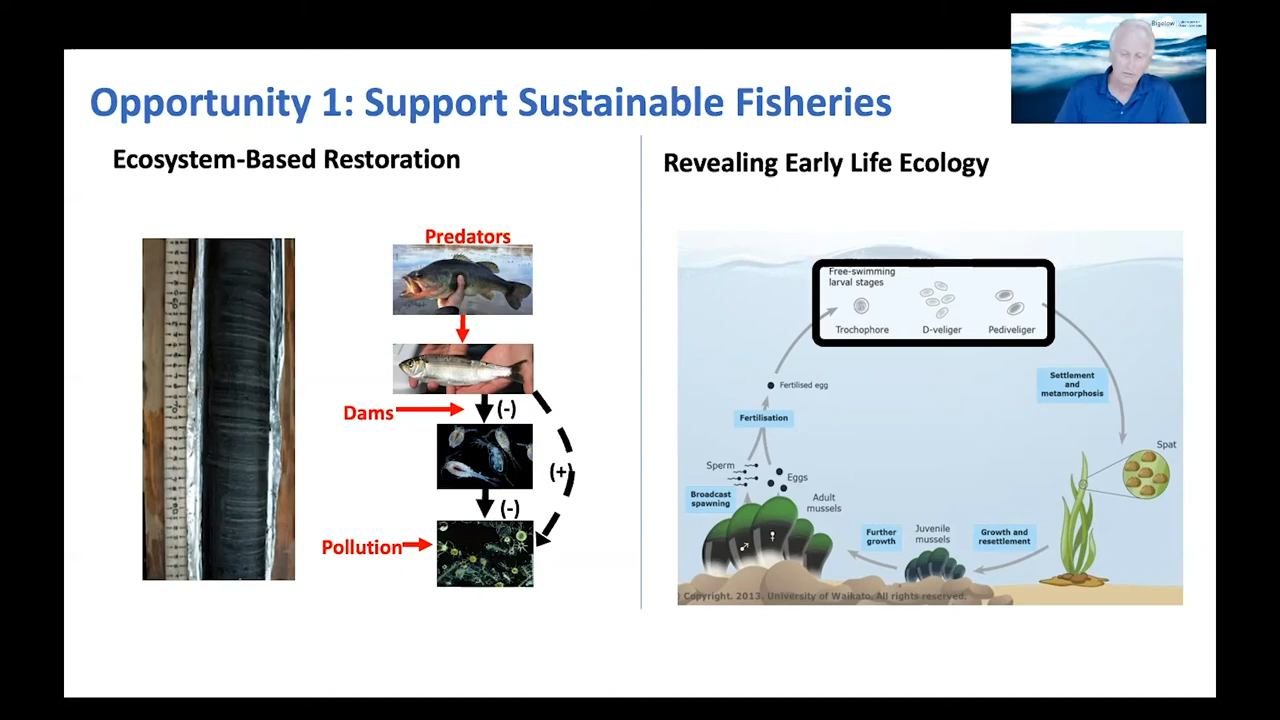 Bigelow
Opportunity 1: Support Sustainable Fisheries
Ecosystem-Based Restoration
Predators
Dams
(-)
(+)
(-)
Pollution
Revealing Early Life Ecology
Free-swimming
larval stages
Trochophore
D-veliger
Pediveliger
Fertilised egg
Settlement
and
metamorphosis
Fertilisation
Spat
Sperm
Eggs
Broadcast
spawning
Adult
mussels
Further
growth
Juvenile
mussels
Growth and
resettlement
Copyright. 2013. University of Waikato. All rights reserved.